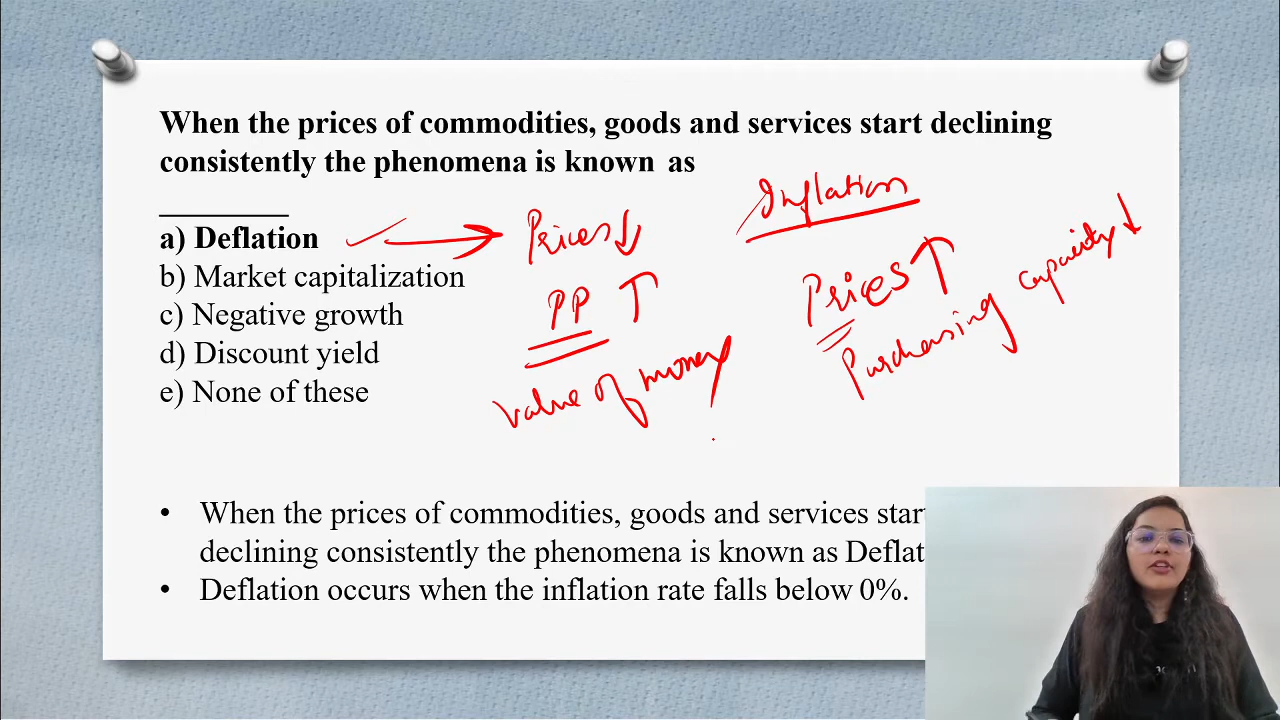 When the prices of commodities, goods and services start declining
consistently the phenomena is known as
__________
a) Deflation
b) Market capitalization
c) Negative growth
d) Discount yield
e) None of these
Prices ↓
PP ↑
value of money
Inflation
Prices ↑
Purchasing capacity ↓
• When the prices of commodities, goods and services star
declining consistently the phenomena is known as Deflat
• Deflation occurs when the inflation rate falls below 0%.